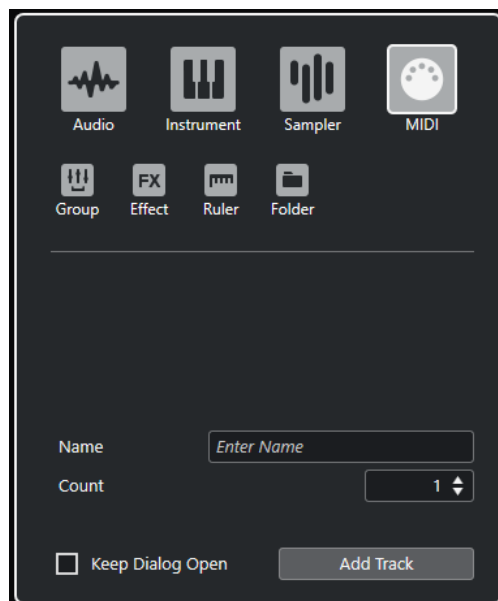 Audio Instrument Sampler MIDI
FX
Group Effect Ruler Folder
Name Enter Name
Count 1
Keep Dialog Open Add Track